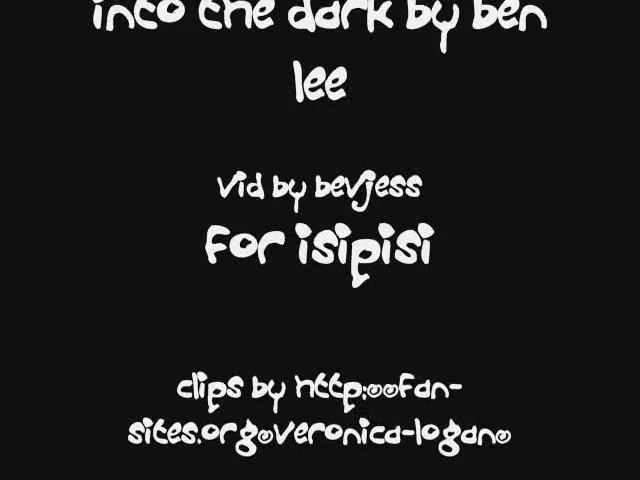 into the dark by ben
lee
vid by bevjess
for isipisi
clips by http:@@fan-
sites.org@veronica-logan@